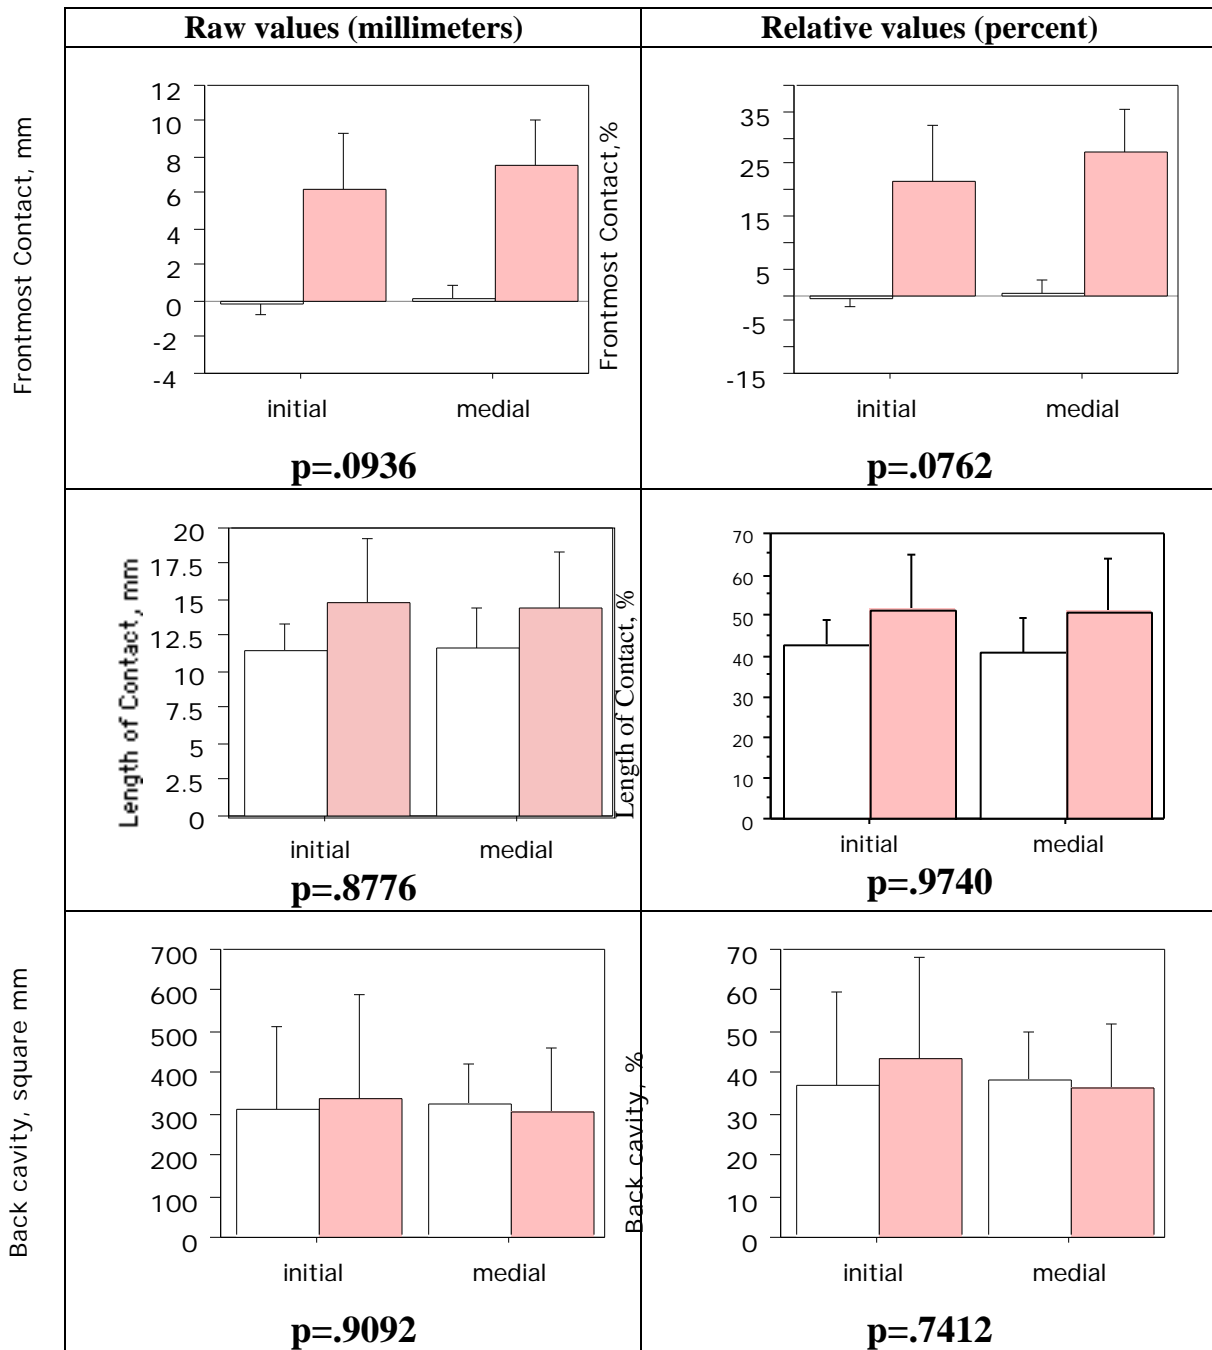 Raw values (millimeters)
Relative values (percent)
Frontmost Contact, mm
12
10
8
6
4
2
0
-2
-4
initial medial
p=.0936
Frontmost Contact,%
35
25
15
5
-5
-15
initial medial
p=.0762
Length of Contact, mm
20
17.5
15
12.5
10
7.5
5
2.5
0
initial medial
p=.8776
Length of Contact, %
70
60
50
40
30
20
10
0
initial medial
p=.9740
Back cavity, square mm
700
600
500
400
300
200
100
0
initial medial
p=.9092
Back cavity, %
70
60
50
40
30
20
10
0
initial medial
p=.7412